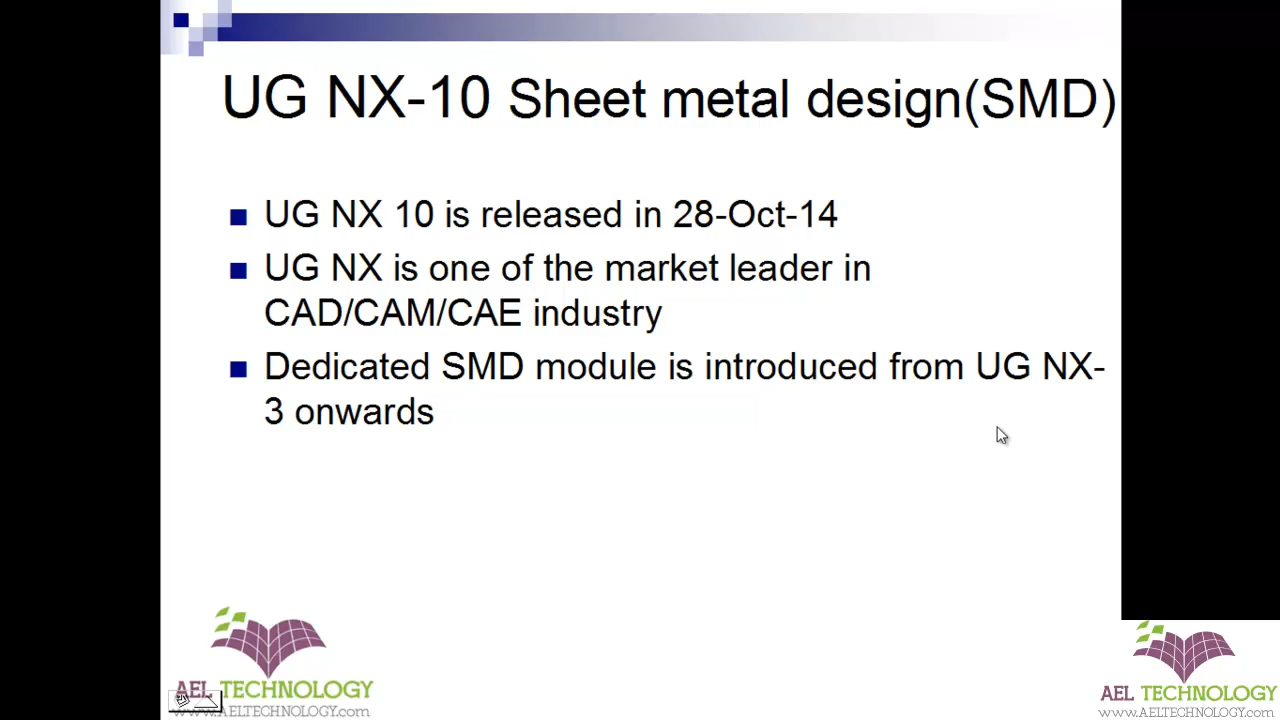 UG NX-10 Sheet metal design(SMD)
UG NX 10 is released in 28-Oct-14
UG NX is one of the market leader in
CAD/CAM/CAE industry
Dedicated SMD module is introduced from UG NX-
3 onwards
AEL TECHNOLOGY
www.AELTECHNOLOGY.com
AEL TECHNOLOGY
www.AELTECHNOLOGY.com